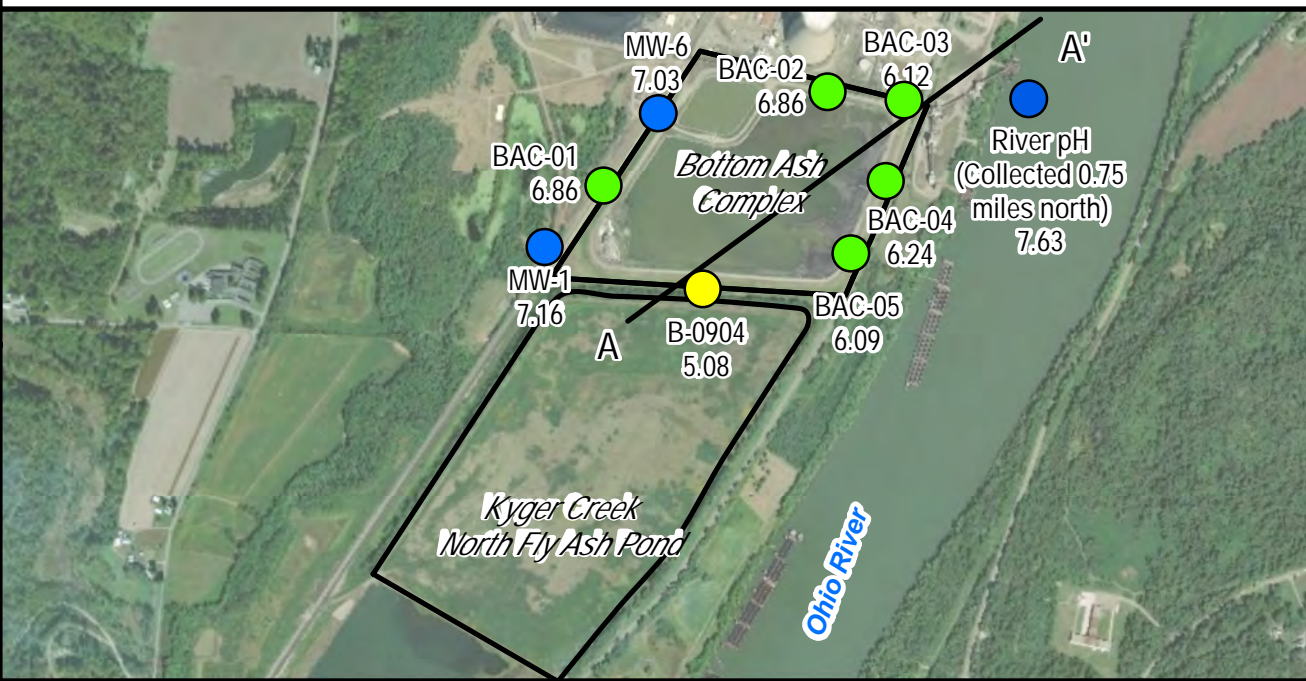 MW-6
7.03
BAC-02
6.86
BAC-03
6.12
A'
BAC-01
6.86
Bottom Ash
Complex
River pH
(Collected 0.75
miles north)
7.63
BAC-04
6.24
MW-1
7.16
A
B-0904
5.08
BAC-05
6.09
Kyger Creek
North Fly Ash Pond
Ohio River